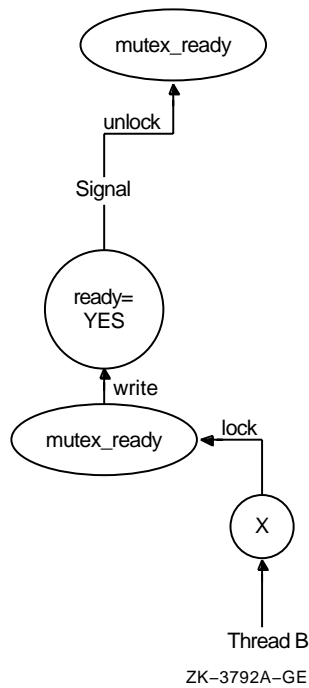 mutex_ready
unlock
Signal
ready=
YES
write
mutex_ready
lock
X
Thread B
ZK–3792A–GE